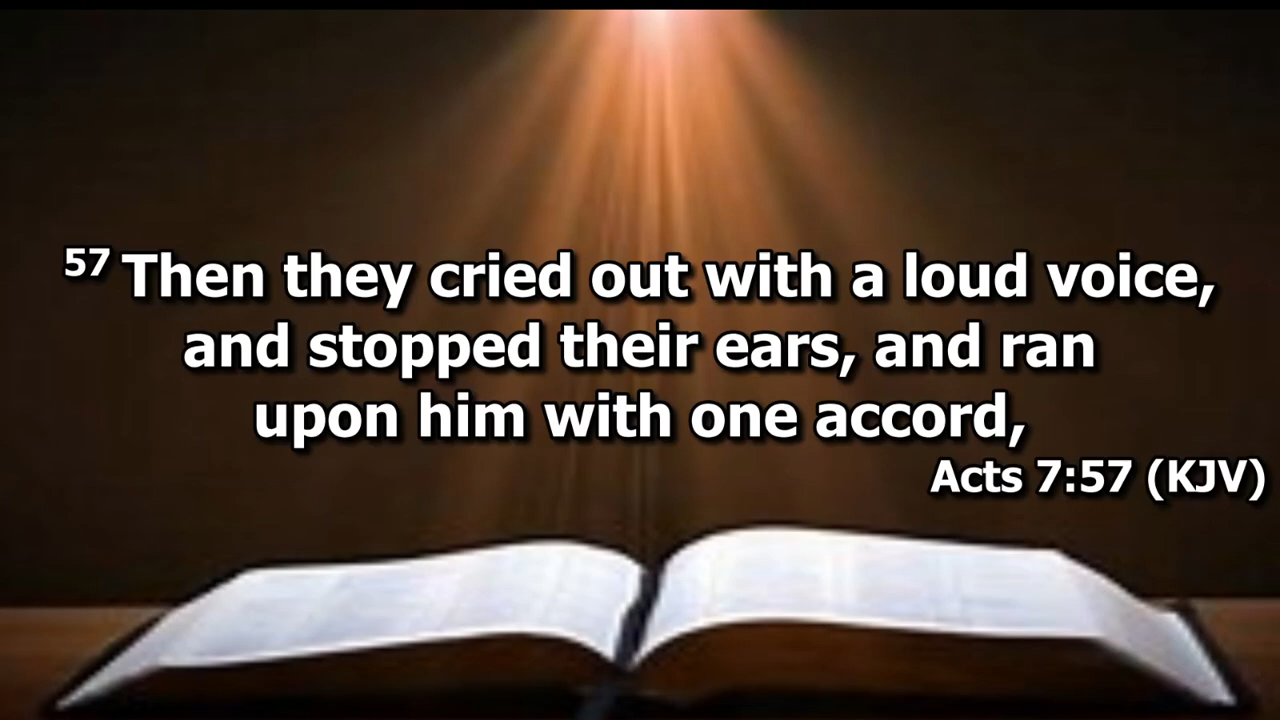 57 Then they cried out with a loud voice,
and stopped their ears, and ran
upon him with one accord,
Acts 7:57 (KJV)